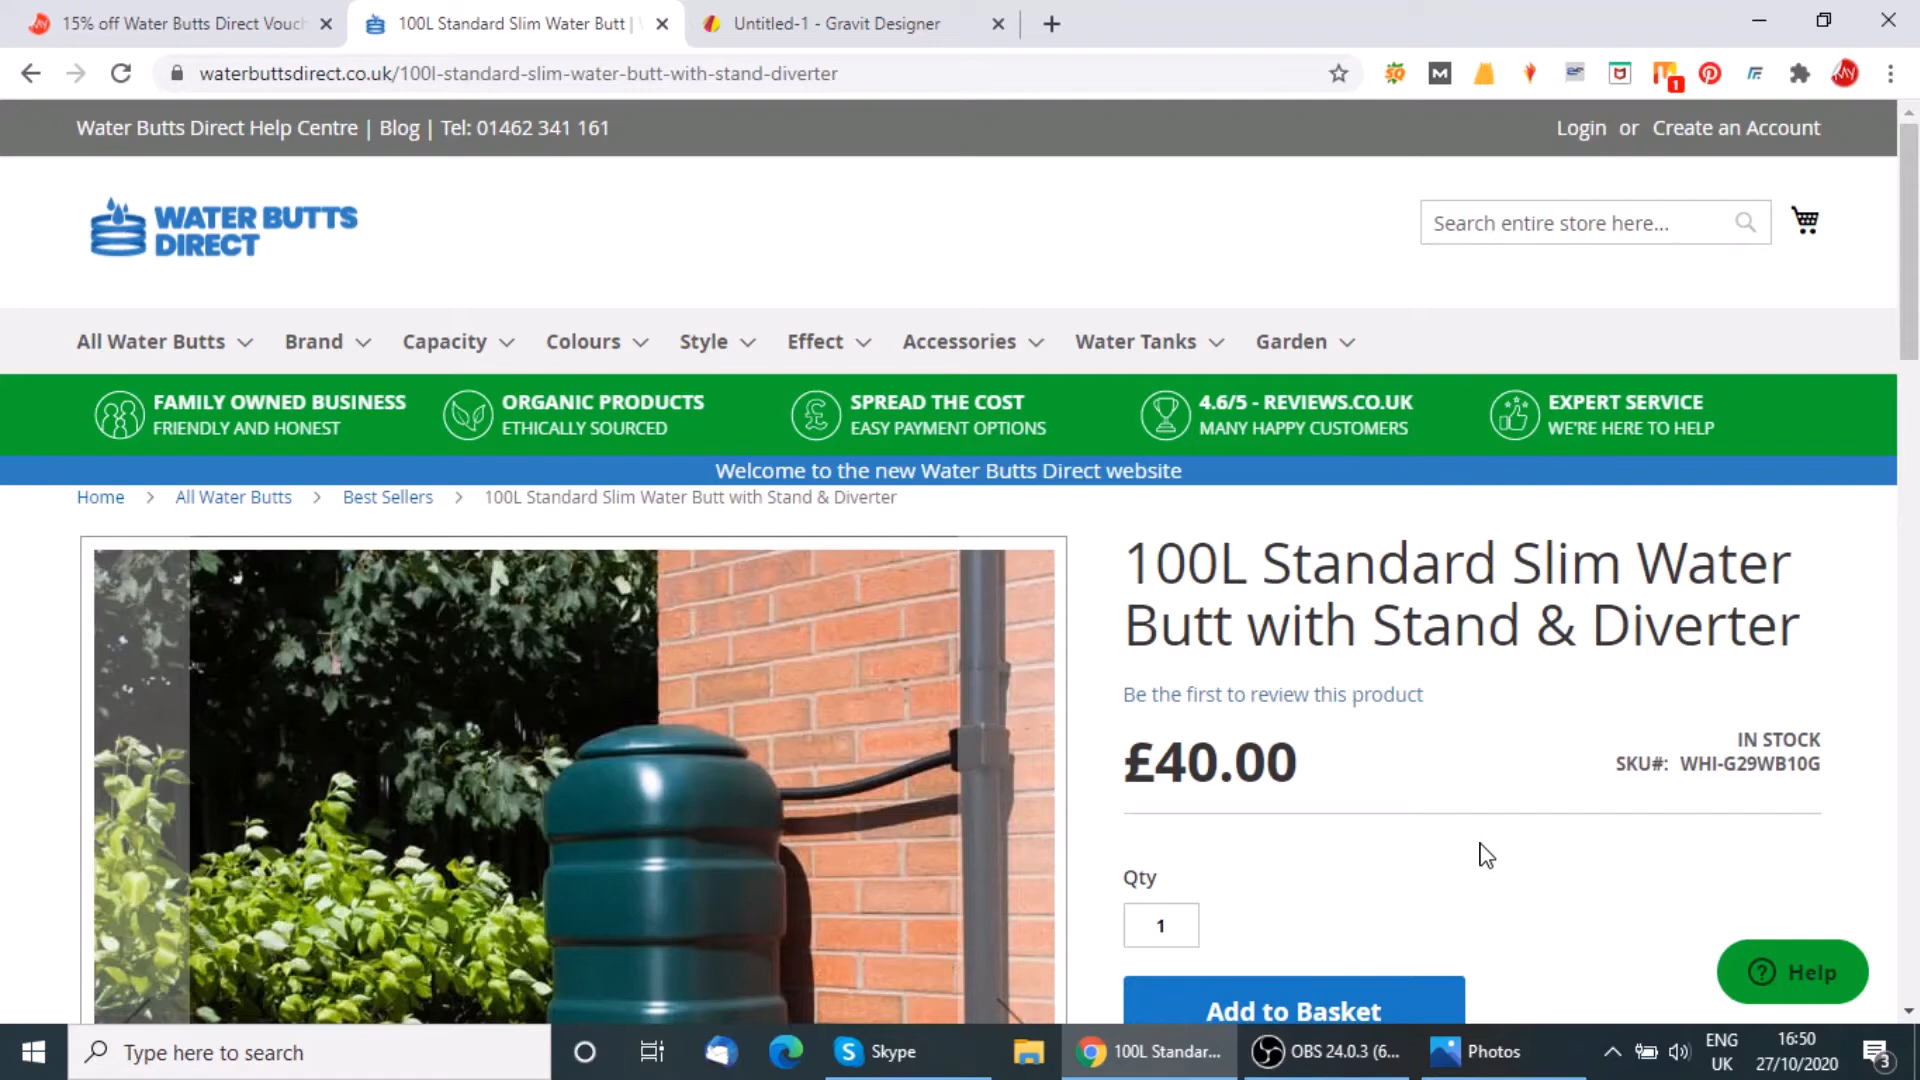 15% off Water Butts Direct Vouch
100L Standard Slim Water Butt |
Untitled-1 - Gravit Designer
waterbuttsdirect.co.uk/100l-standard-slim-water-butt-with-stand-diverter
1
Water Butts Direct Help Centre | Blog | Tel: 01462 341 161
Login or Create an Account
WATER BUTTS
DIRECT
Search entire store here...
All Water Butts
Brand
Capacity
Colours
Style
Effect
Accessories
Water Tanks
Garden
FAMILY OWNED BUSINESS
FRIENDLY AND HONEST
ORGANIC PRODUCTS
ETHICALLY SOURCED
SPREAD THE COST
EASY PAYMENT OPTIONS
4.6/5 - REVIEWS.CO.UK
MANY HAPPY CUSTOMERS
EXPERT SERVICE
WE'RE HERE TO HELP
Welcome to the new Water Butts Direct website
Home > All Water Butts > Best Sellers > 100L Standard Slim Water Butt with Stand & Diverter
100L Standard Slim Water
Butt with Stand & Diverter
Be the first to review this product
£40.00
IN STOCK
SKU#: WHI-G29WB10G
Qty
1
Add to Basket
Help
Type here to search
Skype
100L Standar...
OBS 24.0.3 (6...
Photos
ENG
UK
16:50
27/10/2020
3